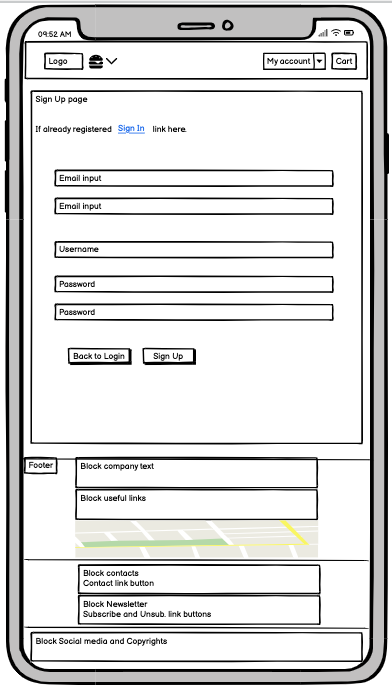 09:52 AM
Logo
My account
Cart
Sign Up page
If already registered Sign In link here.
Email input
Email input
Username
Password
Password
Back to Login
Sign Up
Footer
Block company text
Block useful links
Block contacts
Contact link button
Block Newsletter
Subscribe and Unsub. link buttons
Block Social media and Copyrights